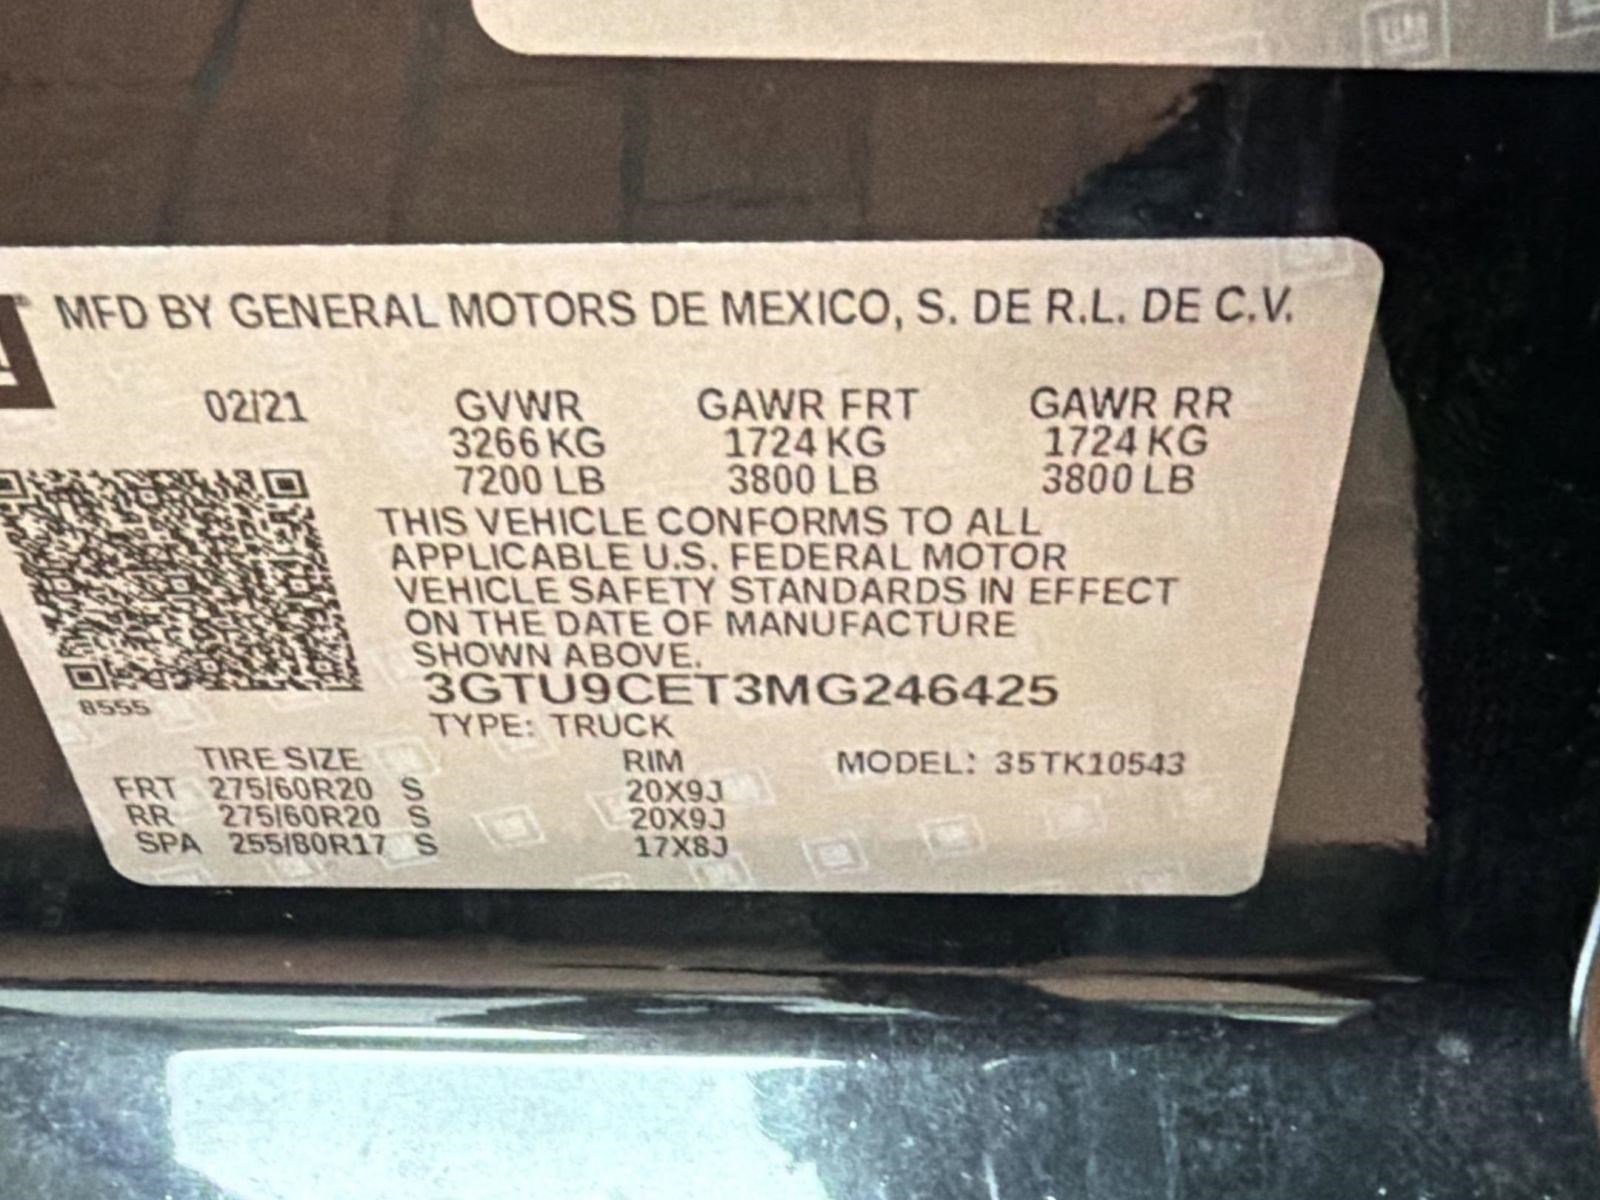 MFD BY GENERAL MOTORS DE MEXICO, S. DE R.L. DE C.V.
02/21 GVWR GAWR FRT GAWR RR
3266 KG 1724 KG 1724 KG
7200 LB 3800 LB 3800 LB
THIS VEHICLE CONFORMS TO ALL
APPLICABLE U.S. FEDERAL MOTOR
VEHICLE SAFETY STANDARDS IN EFFECT
ON THE DATE OF MANUFACTURE
SHOWN ABOVE.
3GTU9CET3MG246425
8555
TYPE: TRUCK
TIRE SIZE RIM MODEL: 35TK10543
FRT 275/60R20 S 20X9J
RR 275/60R20 S 20X9J
SPA 255/80R17 S 17X8J